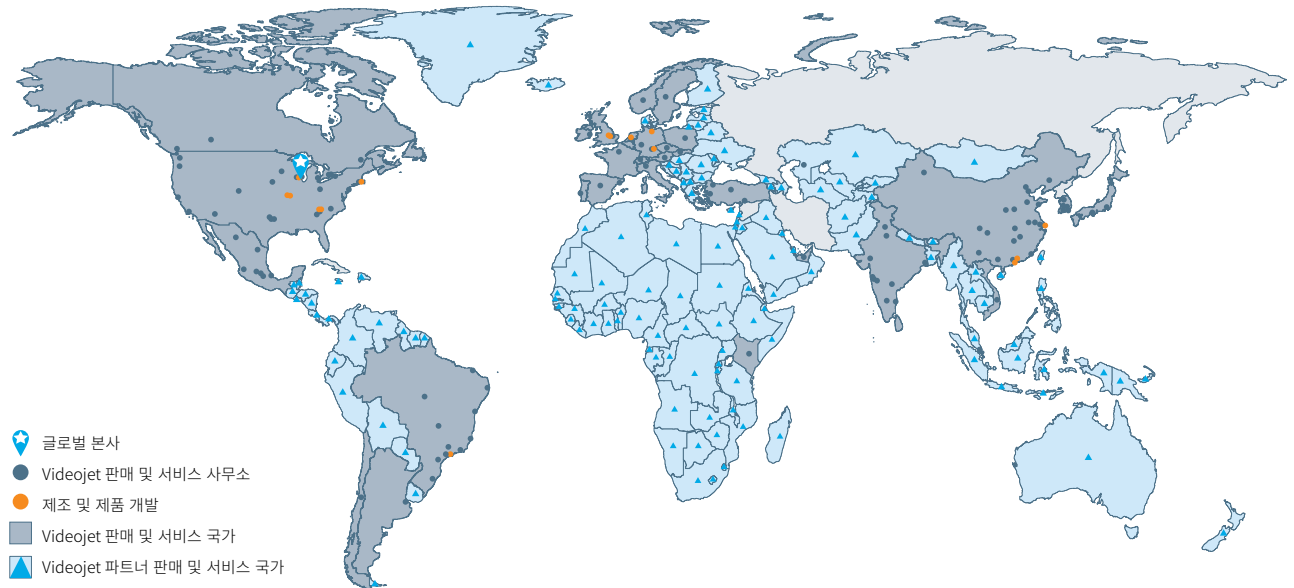 글로벌 본사
Videojet 판매 및 서비스 사무소
제조 및 제품 개발
Videojet 판매 및 서비스 국가
Videojet 파트너 판매 및 서비스 국가